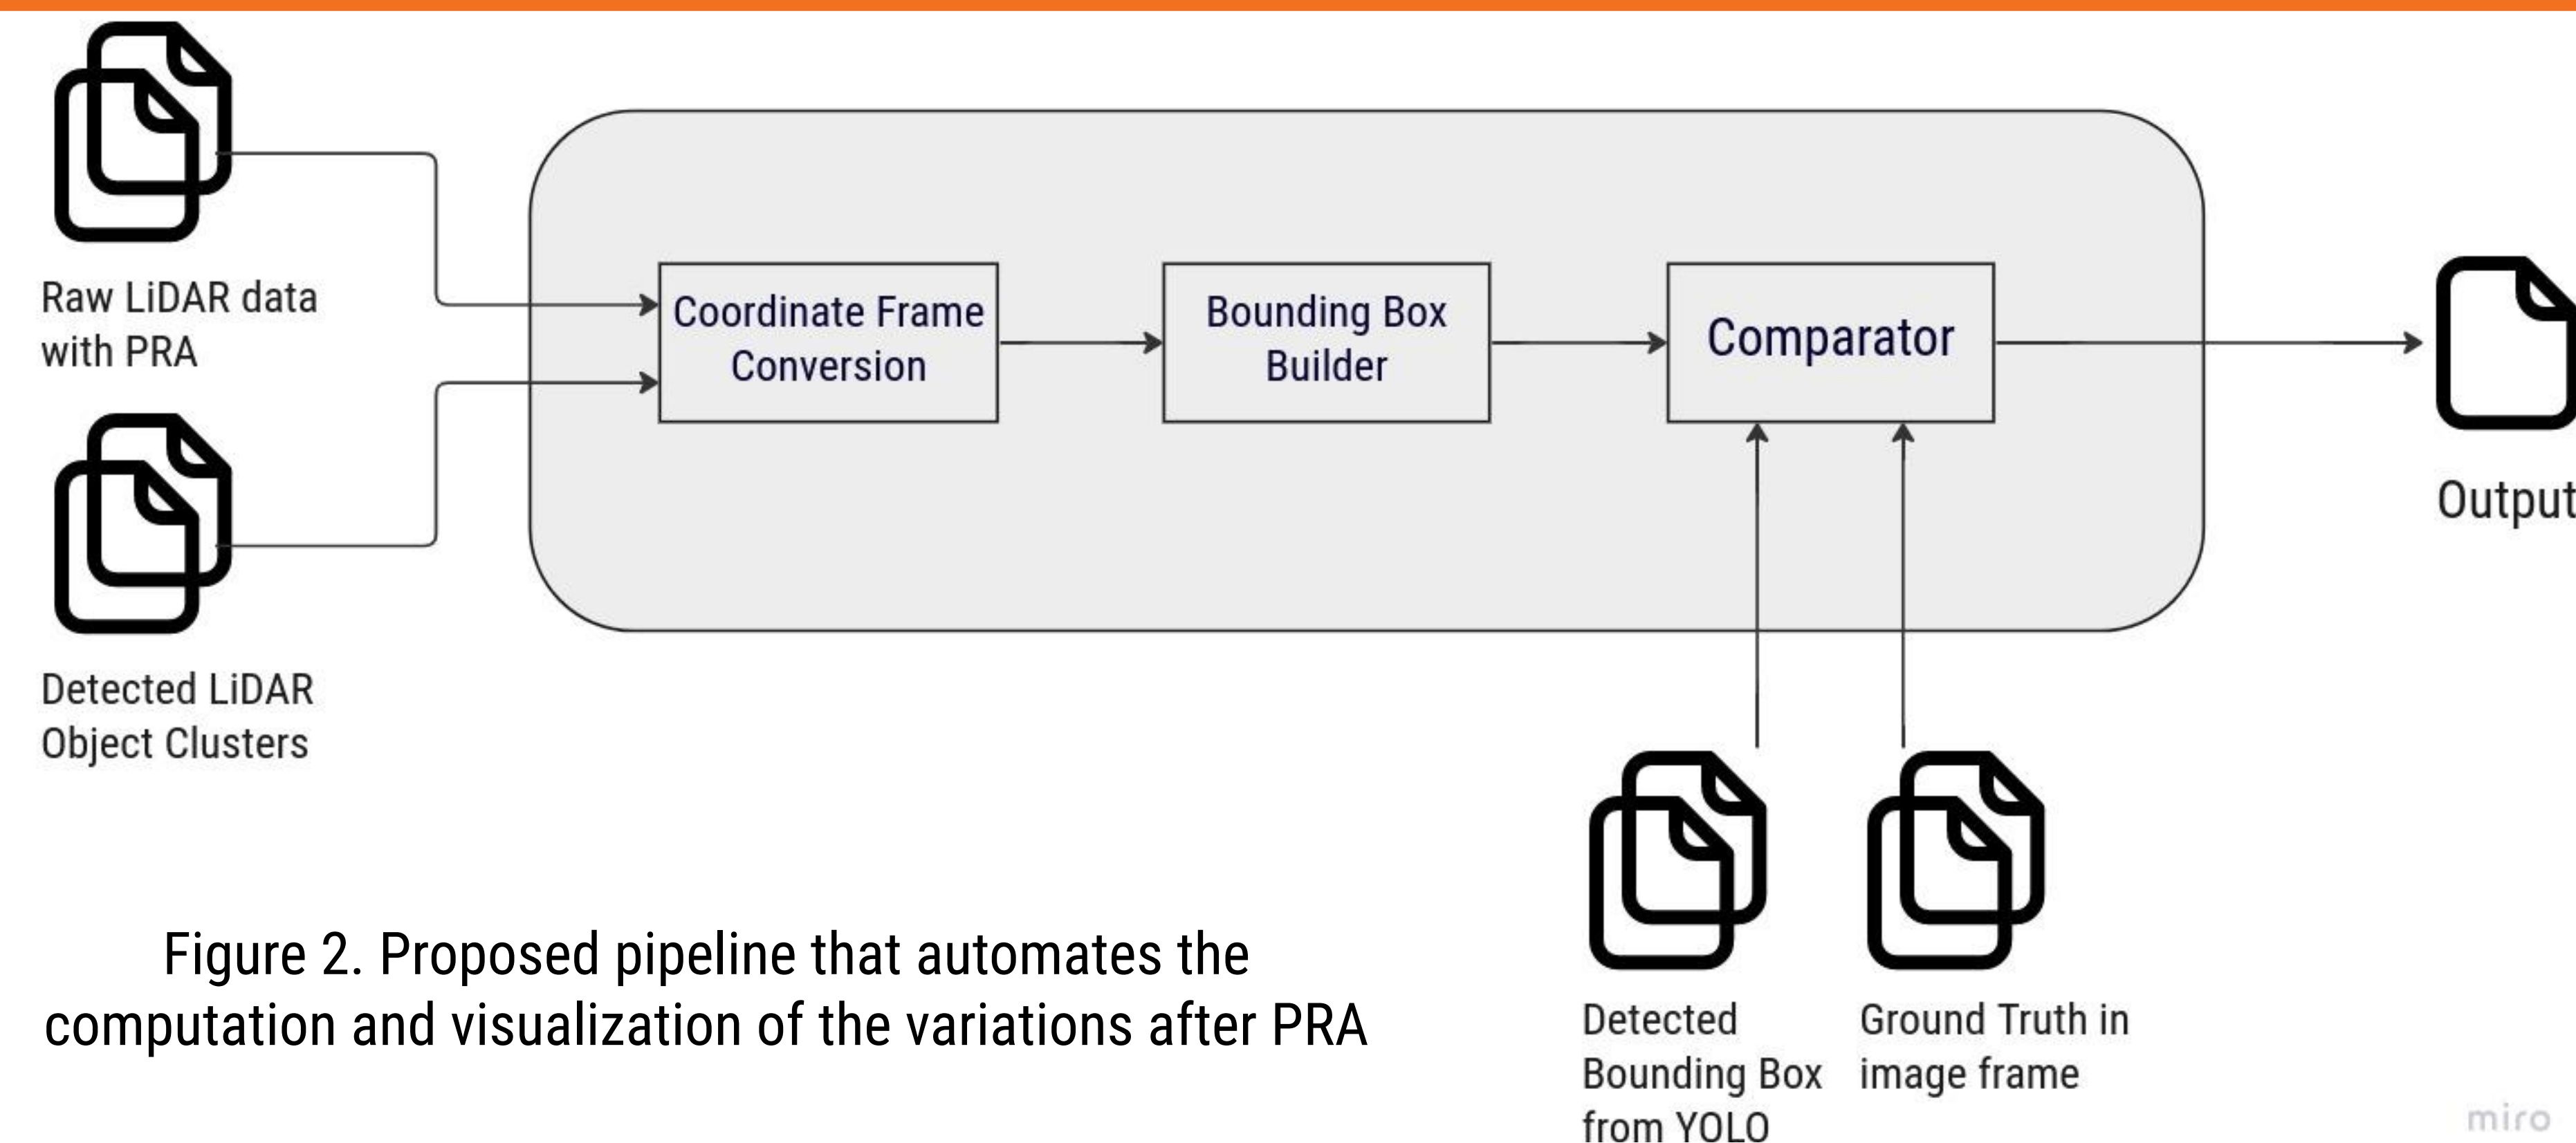 Raw LiDAR data
with PRA
Detected LiDAR
Object Clusters
Coordinate Frame
Conversion
Bounding Box
Builder
Comparator
Output
Detected
Bounding Box
from YOLO
Ground Truth in
image frame
Figure 2. Proposed pipeline that automates the
computation and visualization of the variations after PRA
miro